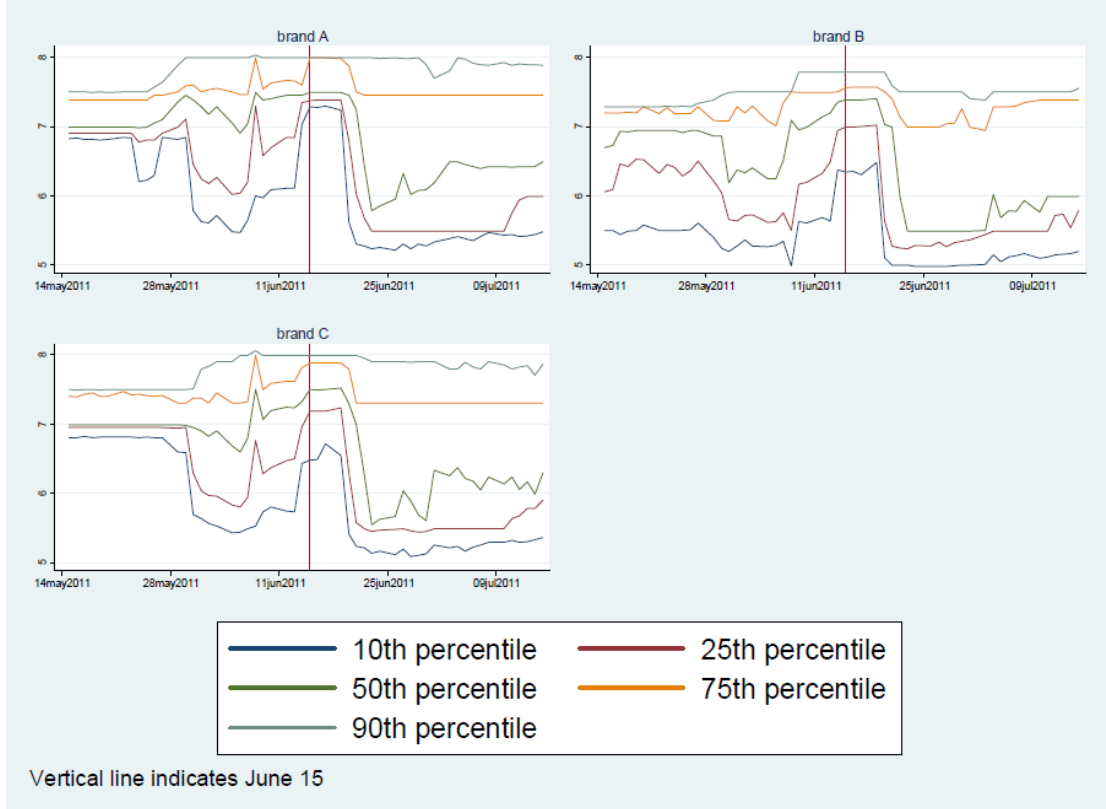 brand A
8
7
6
5
14may2011 28may2011 11jun2011 25jun2011 09jul2011
brand B
8
7
6
5
14may2011 28may2011 11jun2011 25jun2011 09jul2011
brand C
8
7
6
5
14may2011 28may2011 11jun2011 25jun2011 09jul2011
10th percentile 25th percentile
50th percentile 75th percentile
90th percentile
Vertical line indicates June 15